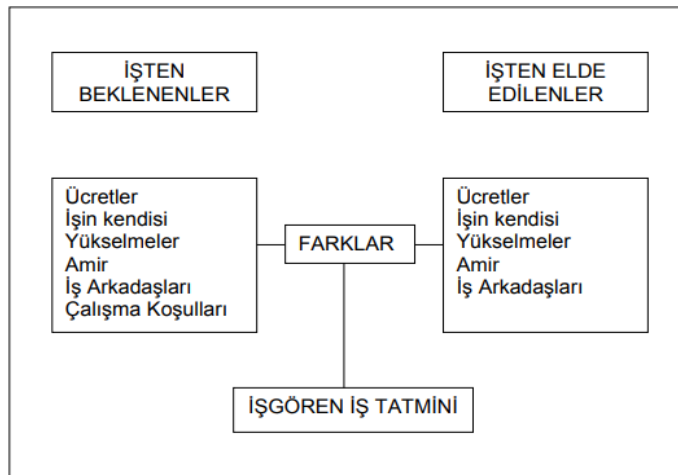 İŞTEN
BEKLENENLER
İŞTEN ELDE
EDİLENLER
Ücretler
İşin kendisi
Yükselmeler
Amir
İş Arkadaşları
Çalışma Koşulları
FARKLAR
Ücretler
İşin kendisi
Yükselmeler
Amir
İş Arkadaşları
İŞGÖREN İŞ TATMİNİ